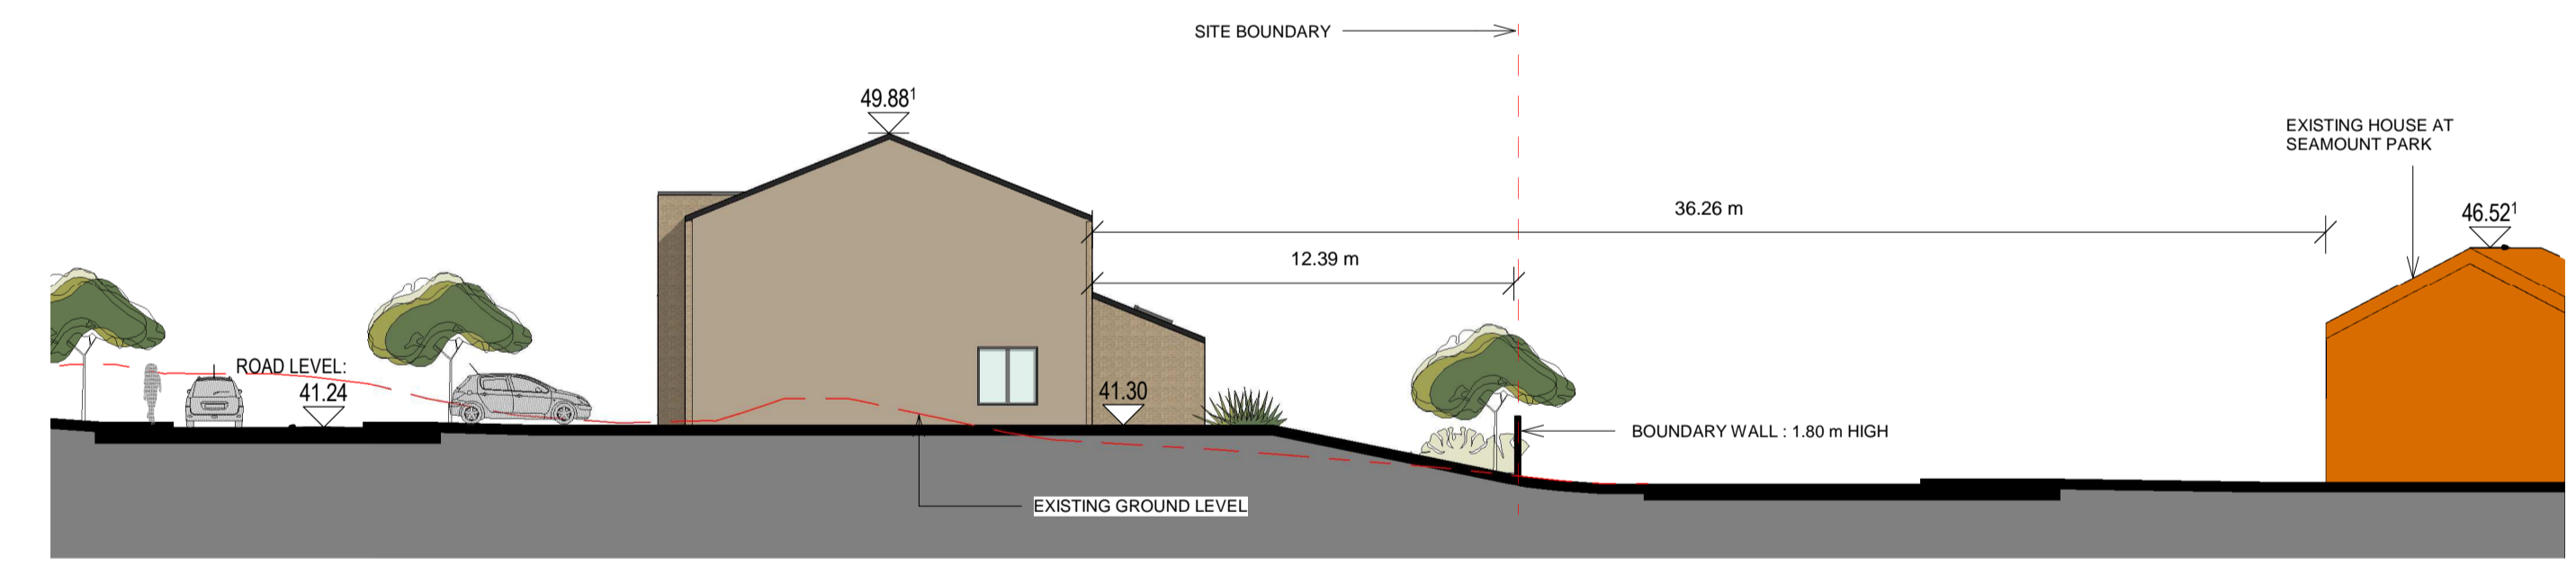 SITE BOUNDARY
49.88¹
EXISTING HOUSE AT
SEAMOUNT PARK
36.26 m
46.52¹
12.39 m
ROAD LEVEL:
41.24
41.30
BOUNDARY WALL : 1.80 m HIGH
EXISTING GROUND LEVEL